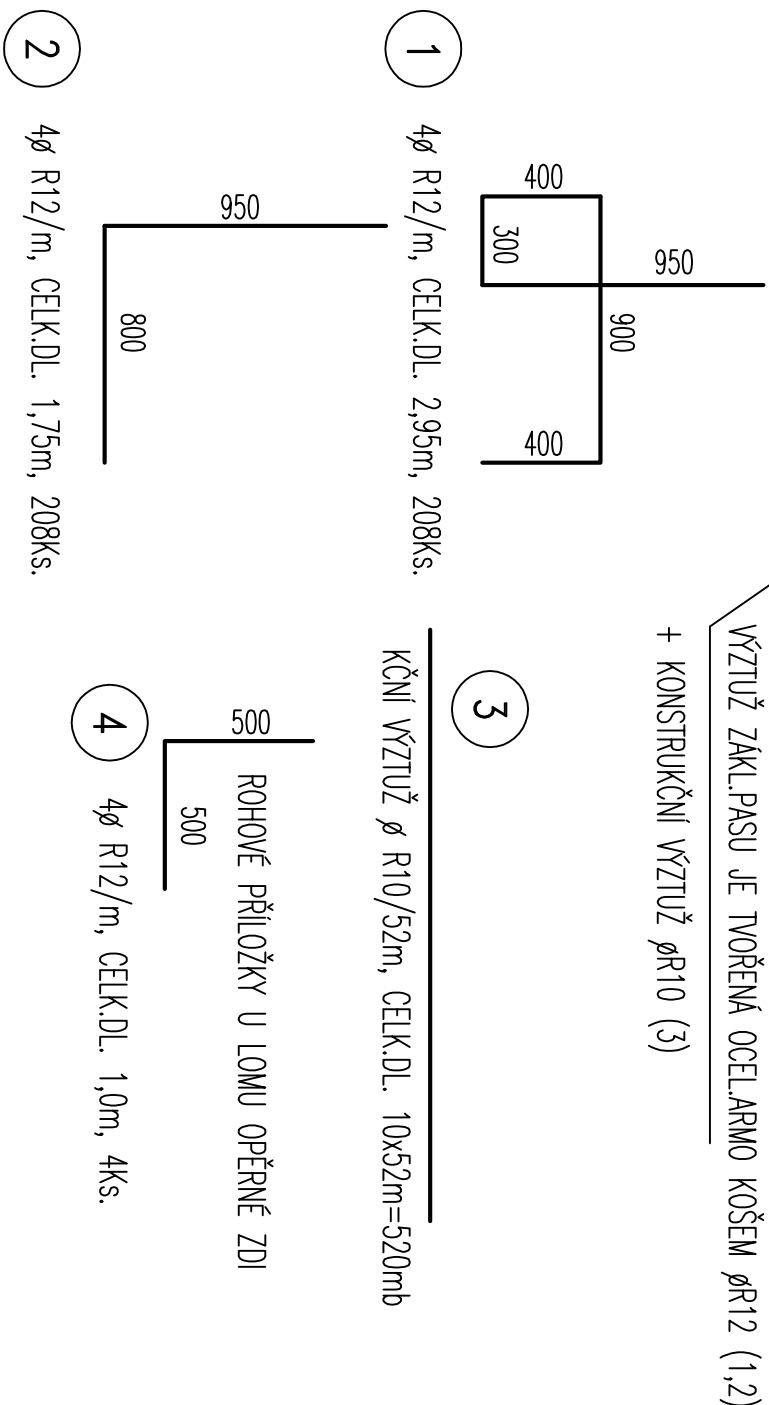 VÝZTUŽ ZÁKL.PASU JE TVOŘENÁ OCEL.ARMO KOŠEM øR12 (1,2)
+ KONSTRUKČNÍ VÝZTUŽ øR10 (3)
950
400
300
900
400
1
4ø R12/m, CELK.DL. 2,95m, 208Ks.
3
KČNÍ VÝZTUŽ ø R10/52m, CELK.DL. 10x52m=520mb
950
800
2
4ø R12/m, CELK.DL. 1,75m, 208Ks.
500
500
ROHOVÉ PŘÍLOŽKY U LOMU OPĚRNÉ ZDI
4
4ø R12/m, CELK.DL. 1,0m, 4Ks.